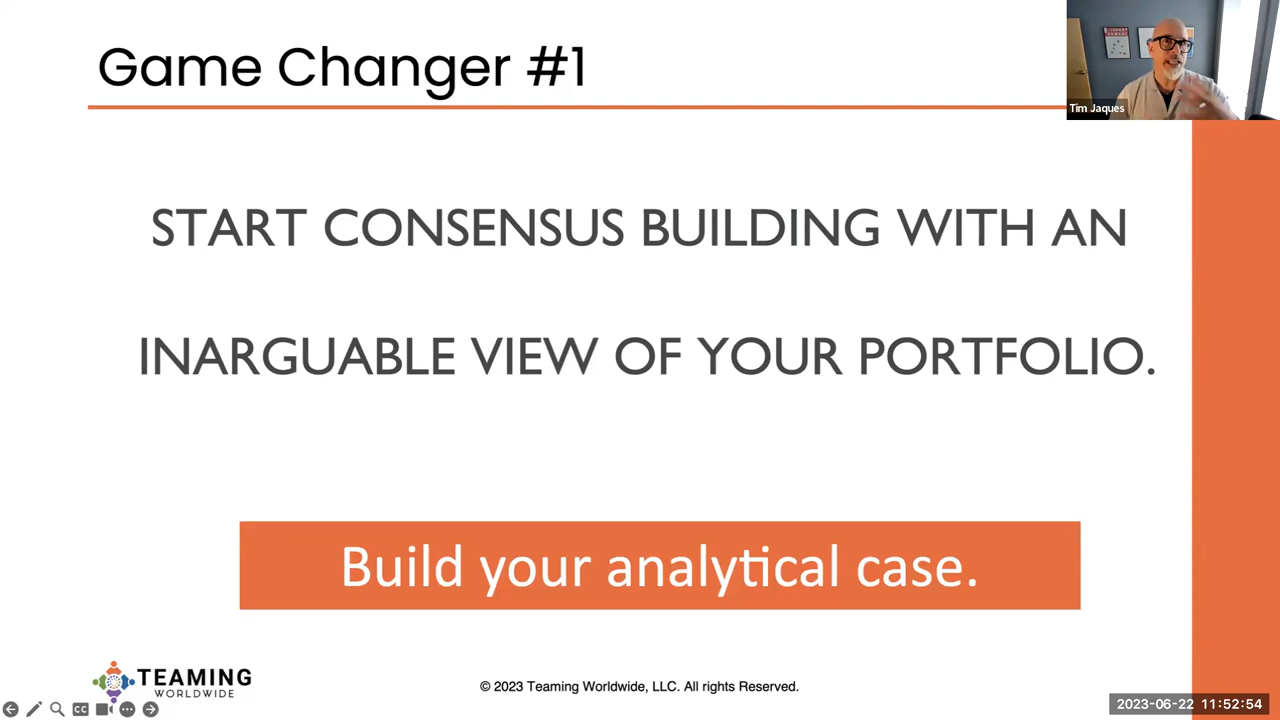 Game Changer #1
Tim Jaques
START CONSENSUS BUILDING WITH AN
INARGUABLE VIEW OF YOUR PORTFOLIO.
Build your analytical case.
TEAMING
WORLDWIDE
© 2023 Teaming Worldwide, LLC. All rights Reserved.
CC
2023-06-22 11:52:54